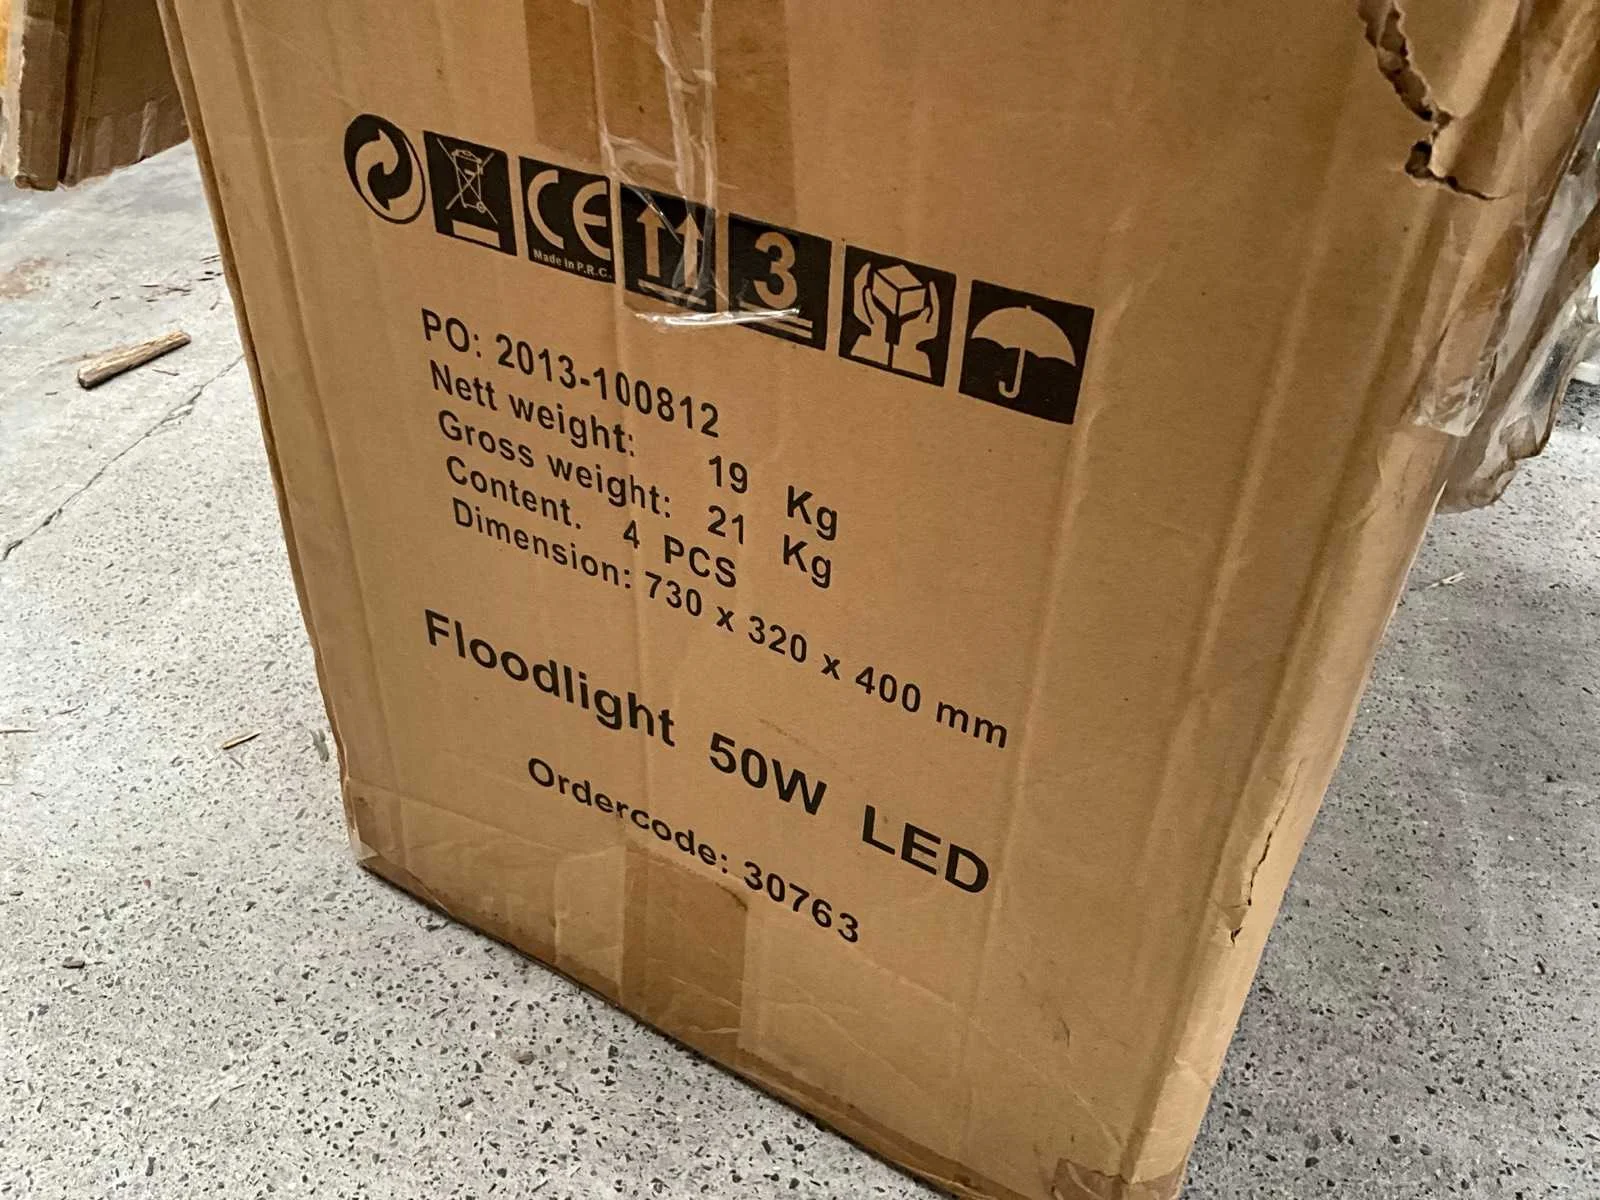 CE
Made in P.R.C.
3
PO: 2013-100812
Nett weight: 19 Kg
Gross weight: 21 Kg
Content. 4 PCS
Dimension: 730 x 320 x 400 mm
Floodlight 50W LED
Ordercode: 30763